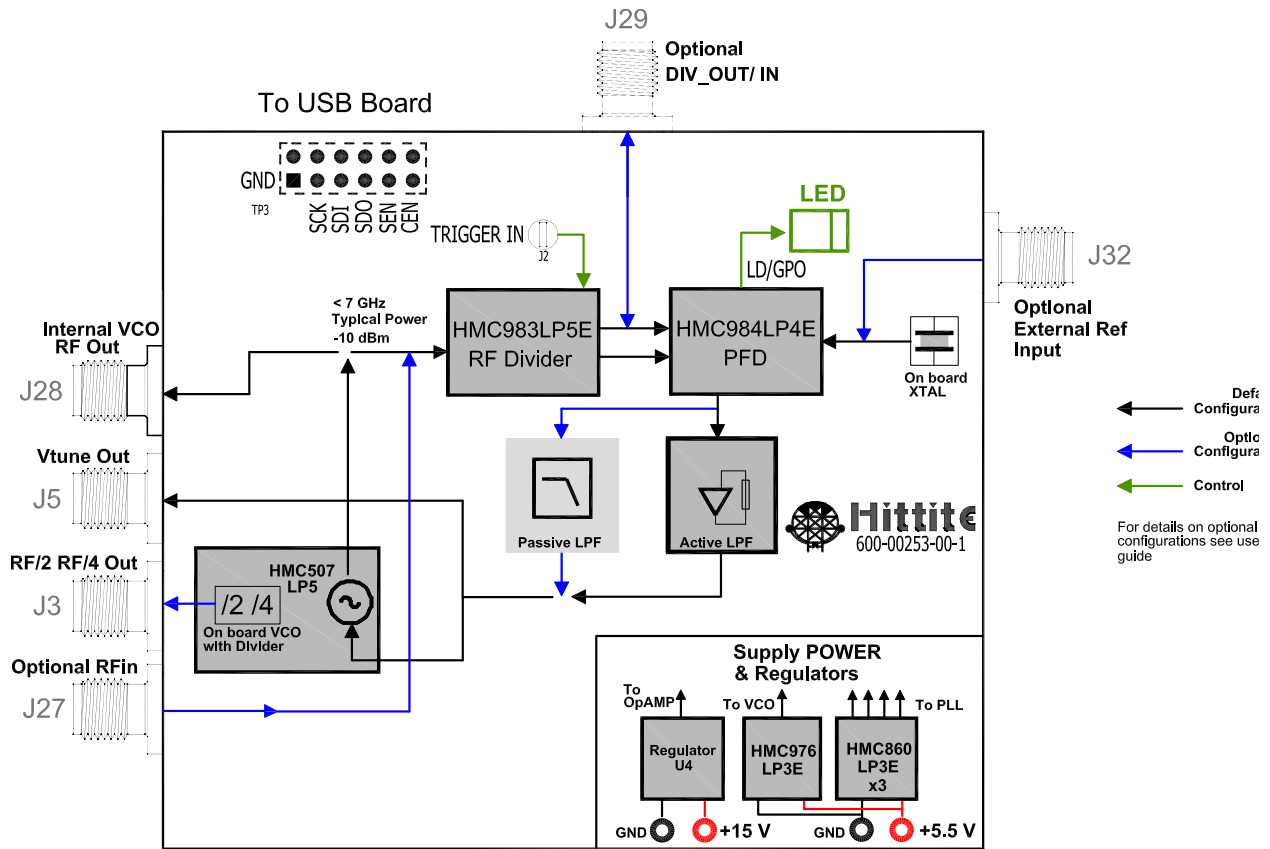 J29
Optional
DIV_OUT/ IN
To USB Board
GND
TP3
SCK
SDI
SDO
SEN
CEN
TRIGGER IN
J2
LED
LD/GPO
J32
Optional
External Ref
Input
< 7 GHz
Typical Power
-10 dBm
HMC983LP5E
RF Divider
HMC984LP4E
PFD
On board
XTAL
Internal VCO
RF Out
J28
Vtune Out
J5
RF/2 RF/4 Out
J3
Optional RFin
J27
Passive LPF
Active LPF
Hittite
600-00253-00-1
HMC507
LP5
/2 /4
On board VCO
with Divider
Defa
Configura
Optio
Configura
Control
For details on optional
configurations see use
guide
Supply POWER
& Regulators
To
OpAMP
To VCO
To PLL
Regulator
U4
HMC976
LP3E
HMC860
LP3E
x3
GND
+15 V
GND
+5.5 V